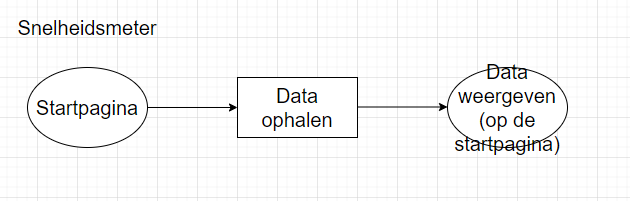 Snelheidsmeter
Startpagina
Data
ophalen
Data
weergeven
(op de
startpagina)